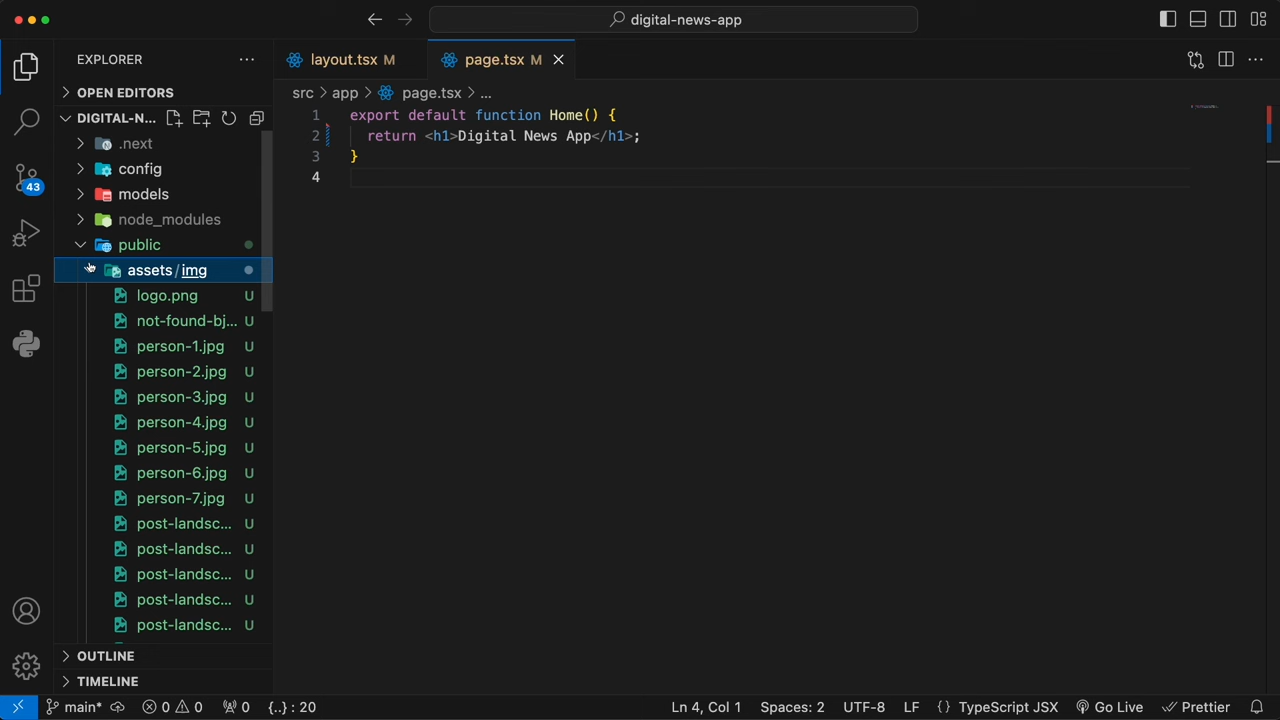 digital-news-app
EXPLORER
layout.tsx M
page.tsx M
OPEN EDITORS
src > app > page.tsx > ...
DIGITAL-N...
.next
config
models
node_modules
public
assets/img
logo.png U
not-found-bj... U
person-1.jpg U
person-2.jpg U
person-3.jpg U
person-4.jpg U
person-5.jpg U
person-6.jpg U
person-7.jpg U
post-landsc... U
post-landsc... U
post-landsc... U
post-landsc... U
post-landsc... U
OUTLINE
TIMELINE
43
1 export default function Home() {
2 return <h1>Digital News App</h1>;
3 }
4
main* 0 0 0 {..} : 20 Ln 4, Col 1 Spaces: 2 UTF-8 LF {} TypeScript JSX Go Live Prettier